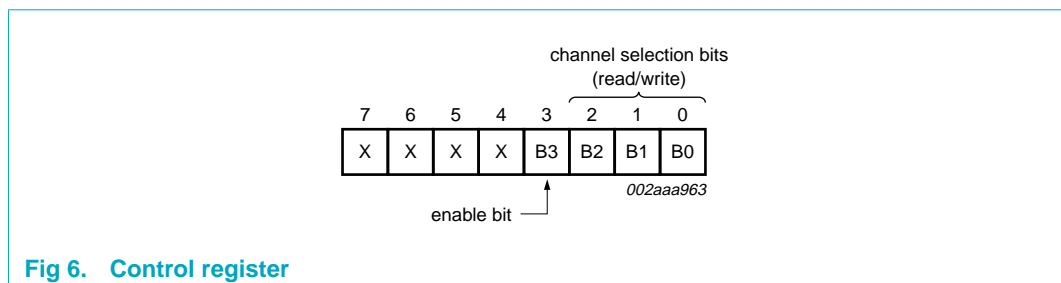 channel selection bits
(read/write)
7 6 5 4 3 2 1 0
X X X X B3 B2 B1 B0
002aaa963
enable bit
Fig 6. Control register